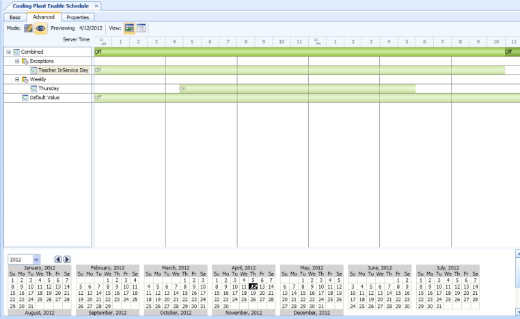 Cooling Plant Enable Schedule ×
Basic Advanced Properties
Mode: Previewing 4/12/2012 View:
Server Time 12 AM 1 2 3 4 5 6 7 8 9 10 11 12 PM 1 2 3 4 5 6 7 8 9 10 11
Combined Off Off
Exceptions
Teacher InService Day Off
Weekly
Thursday On
Default Value Off
2012
January, 2012 February, 2012 March, 2012 April, 2012 May, 2012 June, 2012 July, 2012
Su Mo Tu We Th Fr Sa Su Mo Tu We Th Fr Sa Su Mo Tu We Th Fr Sa Su Mo Tu We Th Fr Sa Su Mo Tu We Th Fr Sa Su Mo Tu We Th Fr Sa Su Mo Tu We Th Fr Sa
1 2 3 4 5 6 7 1 2 3 4 1 2 3 1 2 3 4 5 6 7 1 2 3 4 5 1 2 1 2 3 4 5 6 7
8 9 10 11 12 13 14 5 6 7 8 9 10 11 4 5 6 7 8 9 10 8 9 10 11 12 13 14 6 7 8 9 10 11 12 3 4 5 6 7 8 9 8 9 10 11 12 13 14
15 16 17 18 19 20 21 12 13 14 15 16 17 18 11 12 13 14 15 16 17 15 16 17 18 19 20 21 13 14 15 16 17 18 19 10 11 12 13 14 15 16 15 16 17 18 19 20 21
22 23 24 25 26 27 28 19 20 21 22 23 24 25 18 19 20 21 22 23 24 22 23 24 25 26 27 28 20 21 22 23 24 25 26 17 18 19 20 21 22 23 22 23 24 25 26 27 28
29 30 31 26 27 28 29 25 26 27 28 29 30 31 29 30 27 28 29 30 31 24 25 26 27 28 29 30 29 30 31
August, 2012 September, 2012 October, 2012 November, 2012 December, 2012